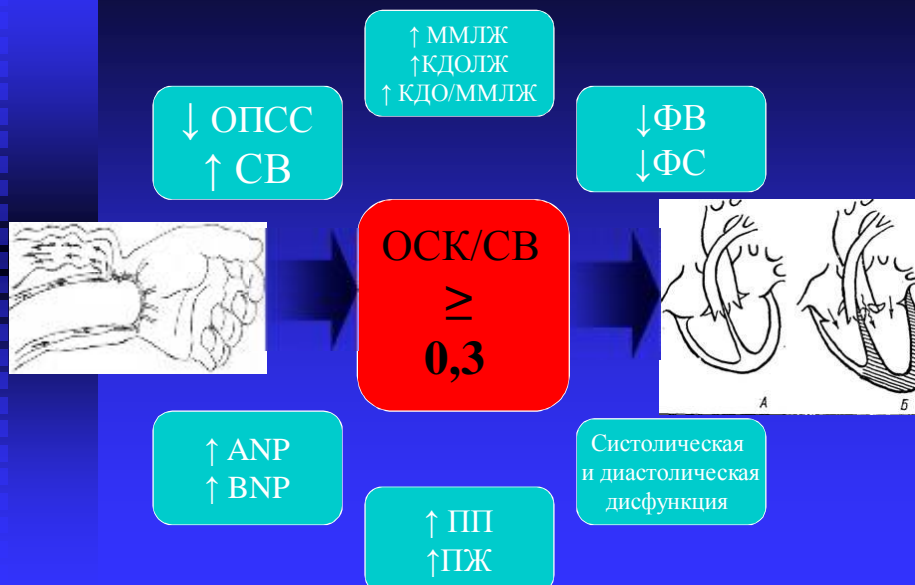 ↑ ММЛЖ
↑КДОЛЖ
↑ КДО/ММЛЖ
↓ ОПСС
↑ СВ
↓ФВ
↓ФС
ОСК/СВ
≥
0,3
А
Б
↑ ANP
↑ BNP
Систолическая
и диастолическая
дисфункция
↑ ПП
↑ПЖ